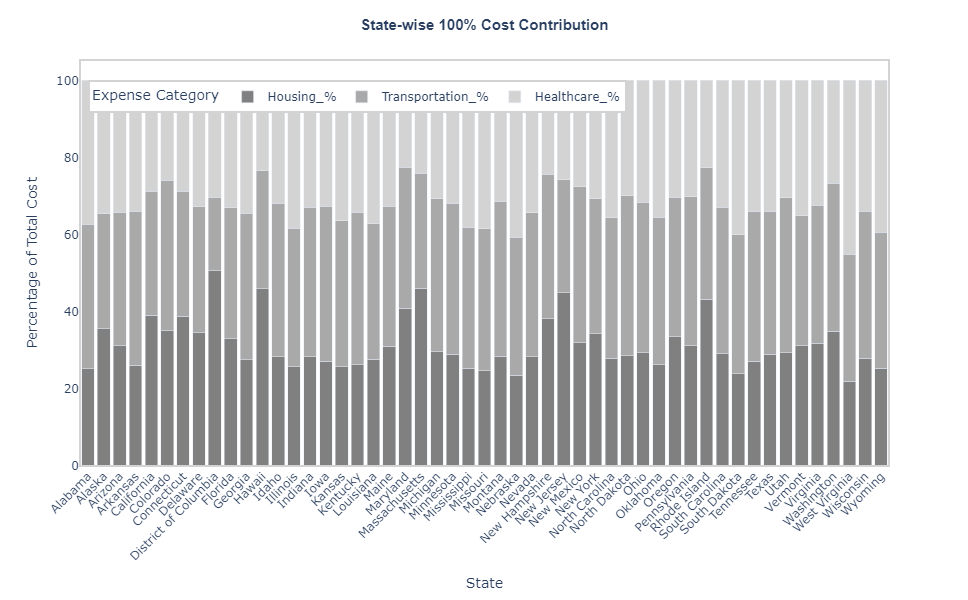 State-wise 100% Cost Contribution
Expense Category Housing_% Transportation_% Healthcare_%
Percentage of Total Cost
100
80
60
40
20
0
Alabama
Alaska
Arizona
Arkansas
California
Colorado
Connecticut
Delaware
District of Columbia
Florida
Georgia
Hawaii
Idaho
Illinois
Indiana
Iowa
Kansas
Kentucky
Louisiana
Maine
Maryland
Massachusetts
Michigan
Minnesota
Mississippi
Missouri
Montana
Nebraska
Nevada
New Hampshire
New Jersey
New Mexico
New York
North Carolina
North Dakota
Ohio
Oklahoma
Oregon
Pennsylvania
Rhode Island
South Carolina
South Dakota
Tennessee
Texas
Utah
Vermont
Virginia
Washington
West Virginia
Wisconsin
Wyoming
State